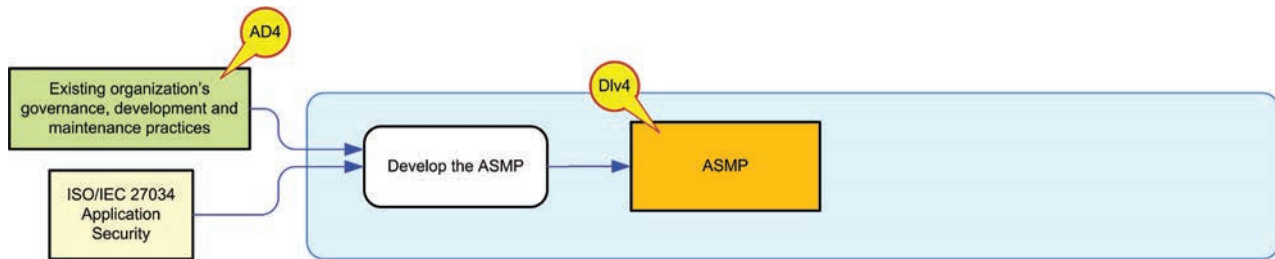 AD4
Existing organization's
governance, development and
maintenance practices
Dlv4
Develop the ASMP
ASMP
ISO/IEC 27034
Application
Security